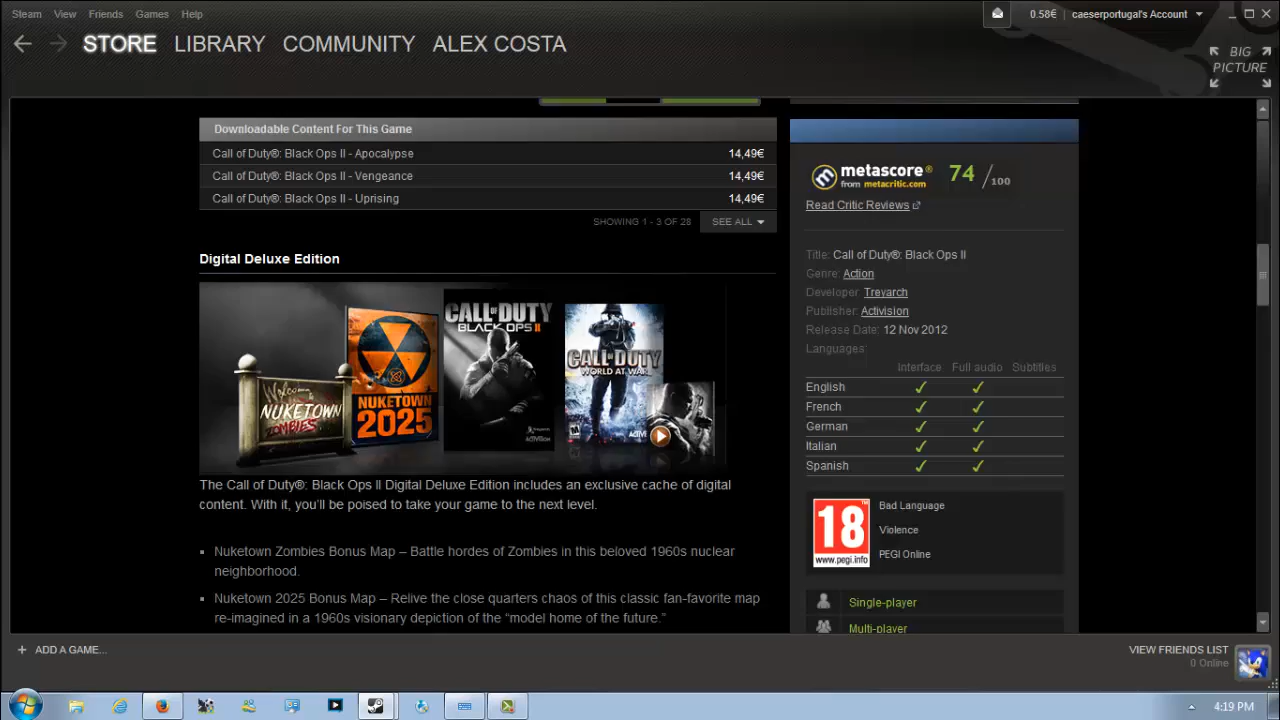 Steam View Friends Games Help
0.58€ caeserportugal's Account
STORE LIBRARY COMMUNITY ALEX COSTA
BIG
PICTURE
Downloadable Content For This Game
Call of Duty®: Black Ops II - Apocalypse 14,49€
Call of Duty®: Black Ops II - Vengeance 14,49€
Call of Duty®: Black Ops II - Uprising 14,49€
SHOWING 1 - 3 OF 28 SEE ALL
Digital Deluxe Edition
Welcome to
NUKETOWN
ZOMBIES
NUKETOWN
2025
CALL OF DUTY
BLACK OPS II
ACTIVISION
CALL OF DUTY
WORLD AT WAR
The Call of Duty®: Black Ops II Digital Deluxe Edition includes an exclusive cache of digital
content. With it, you'll be poised to take your game to the next level.
Nuketown Zombies Bonus Map – Battle hordes of Zombies in this beloved 1960s nuclear
neighborhood.
Nuketown 2025 Bonus Map – Relive the close quarters chaos of this classic fan-favorite map
re-imagined in a 1960s visionary depiction of the “model home of the future.”
metascore® 74 /100
from metacritic.com
Read Critic Reviews
Title: Call of Duty®: Black Ops II
Genre: Action
Developer Treyarch
Publisher: Activision
Release Date: 12 Nov 2012
Languages:
Interface Full audio Subtitles
English ✓ ✓
French ✓ ✓
German ✓ ✓
Italian ✓ ✓
Spanish ✓ ✓
18
www.pegi.info
Bad Language
Violence
PEGI Online
Single-player
Multi-player
+ ADD A GAME...
VIEW FRIENDS LIST
0 Online
4:19 PM